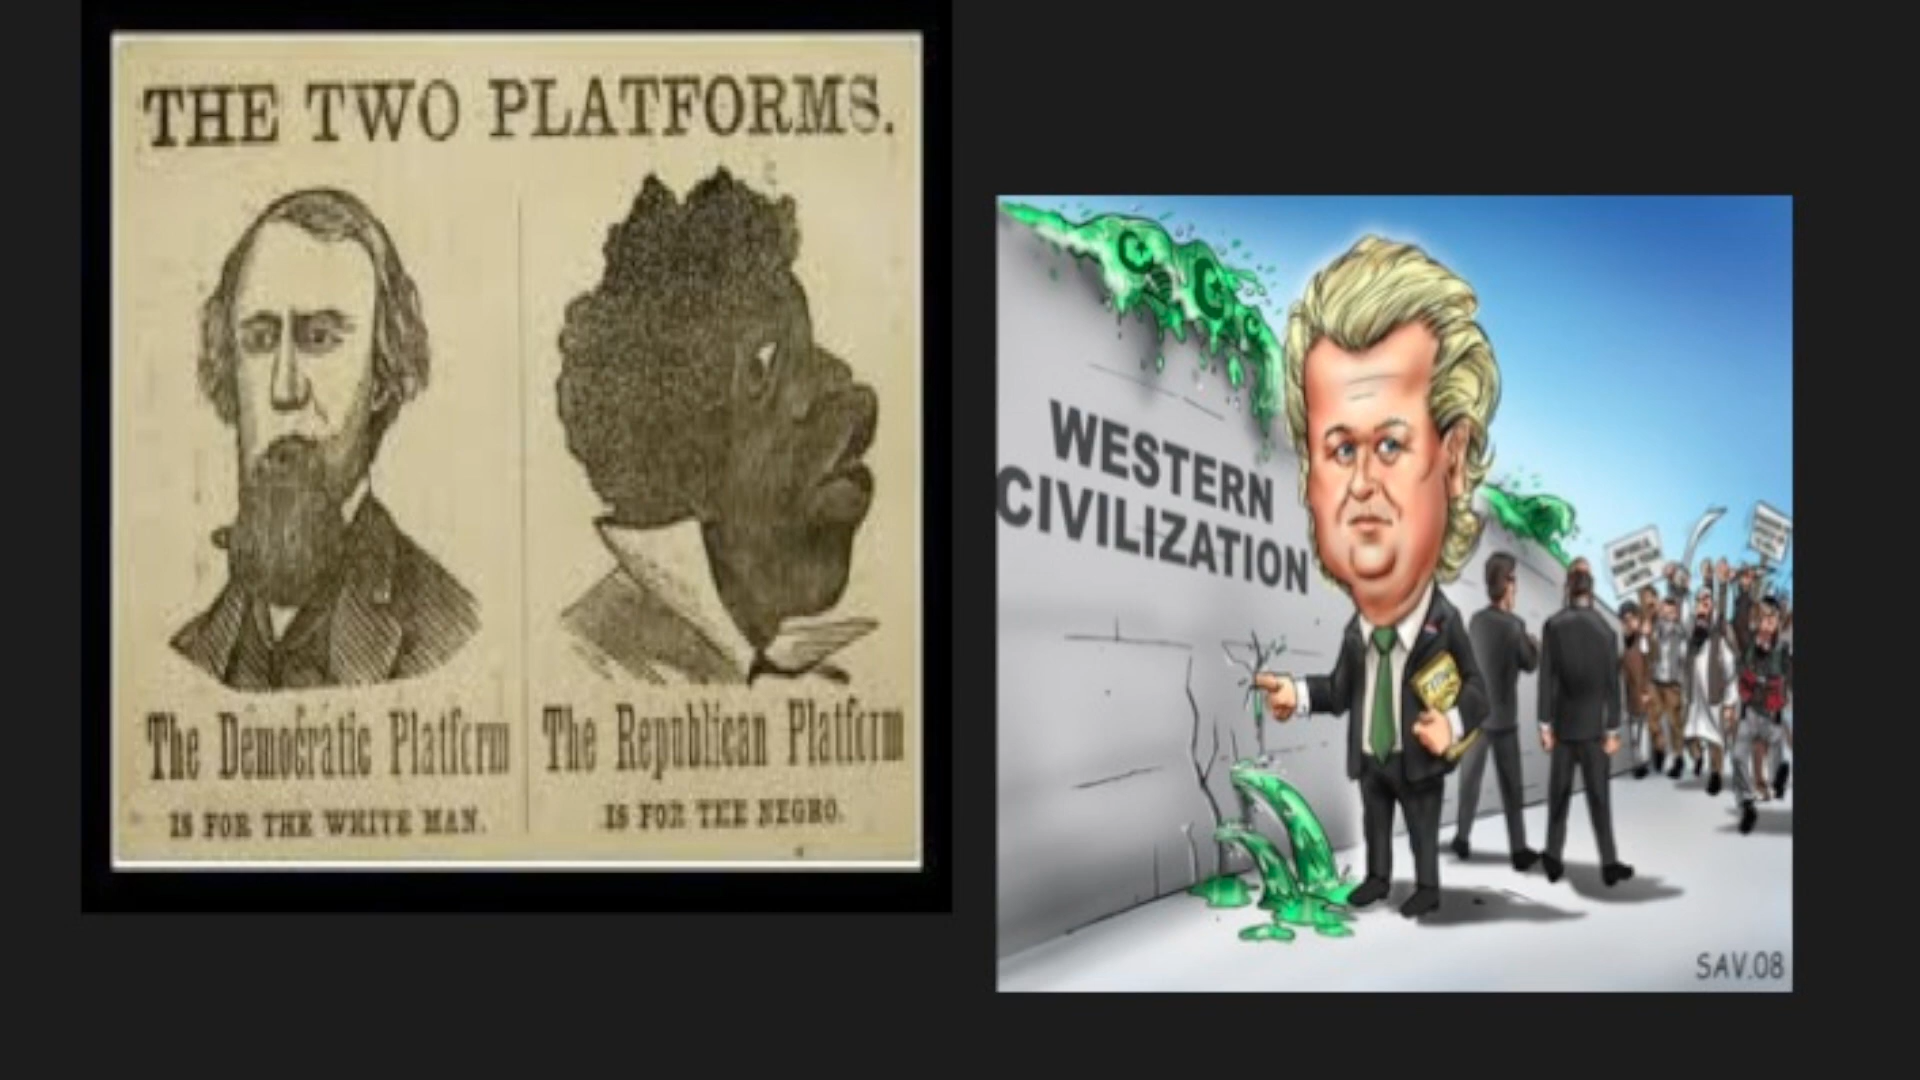 THE TWO PLATFORMS.
The Democratic Platform
IS FOR THE WHITE MAN.
The Republican Platform
IS FOR THE NEGRO.
WESTERN
CIVILIZATION
SAV.08